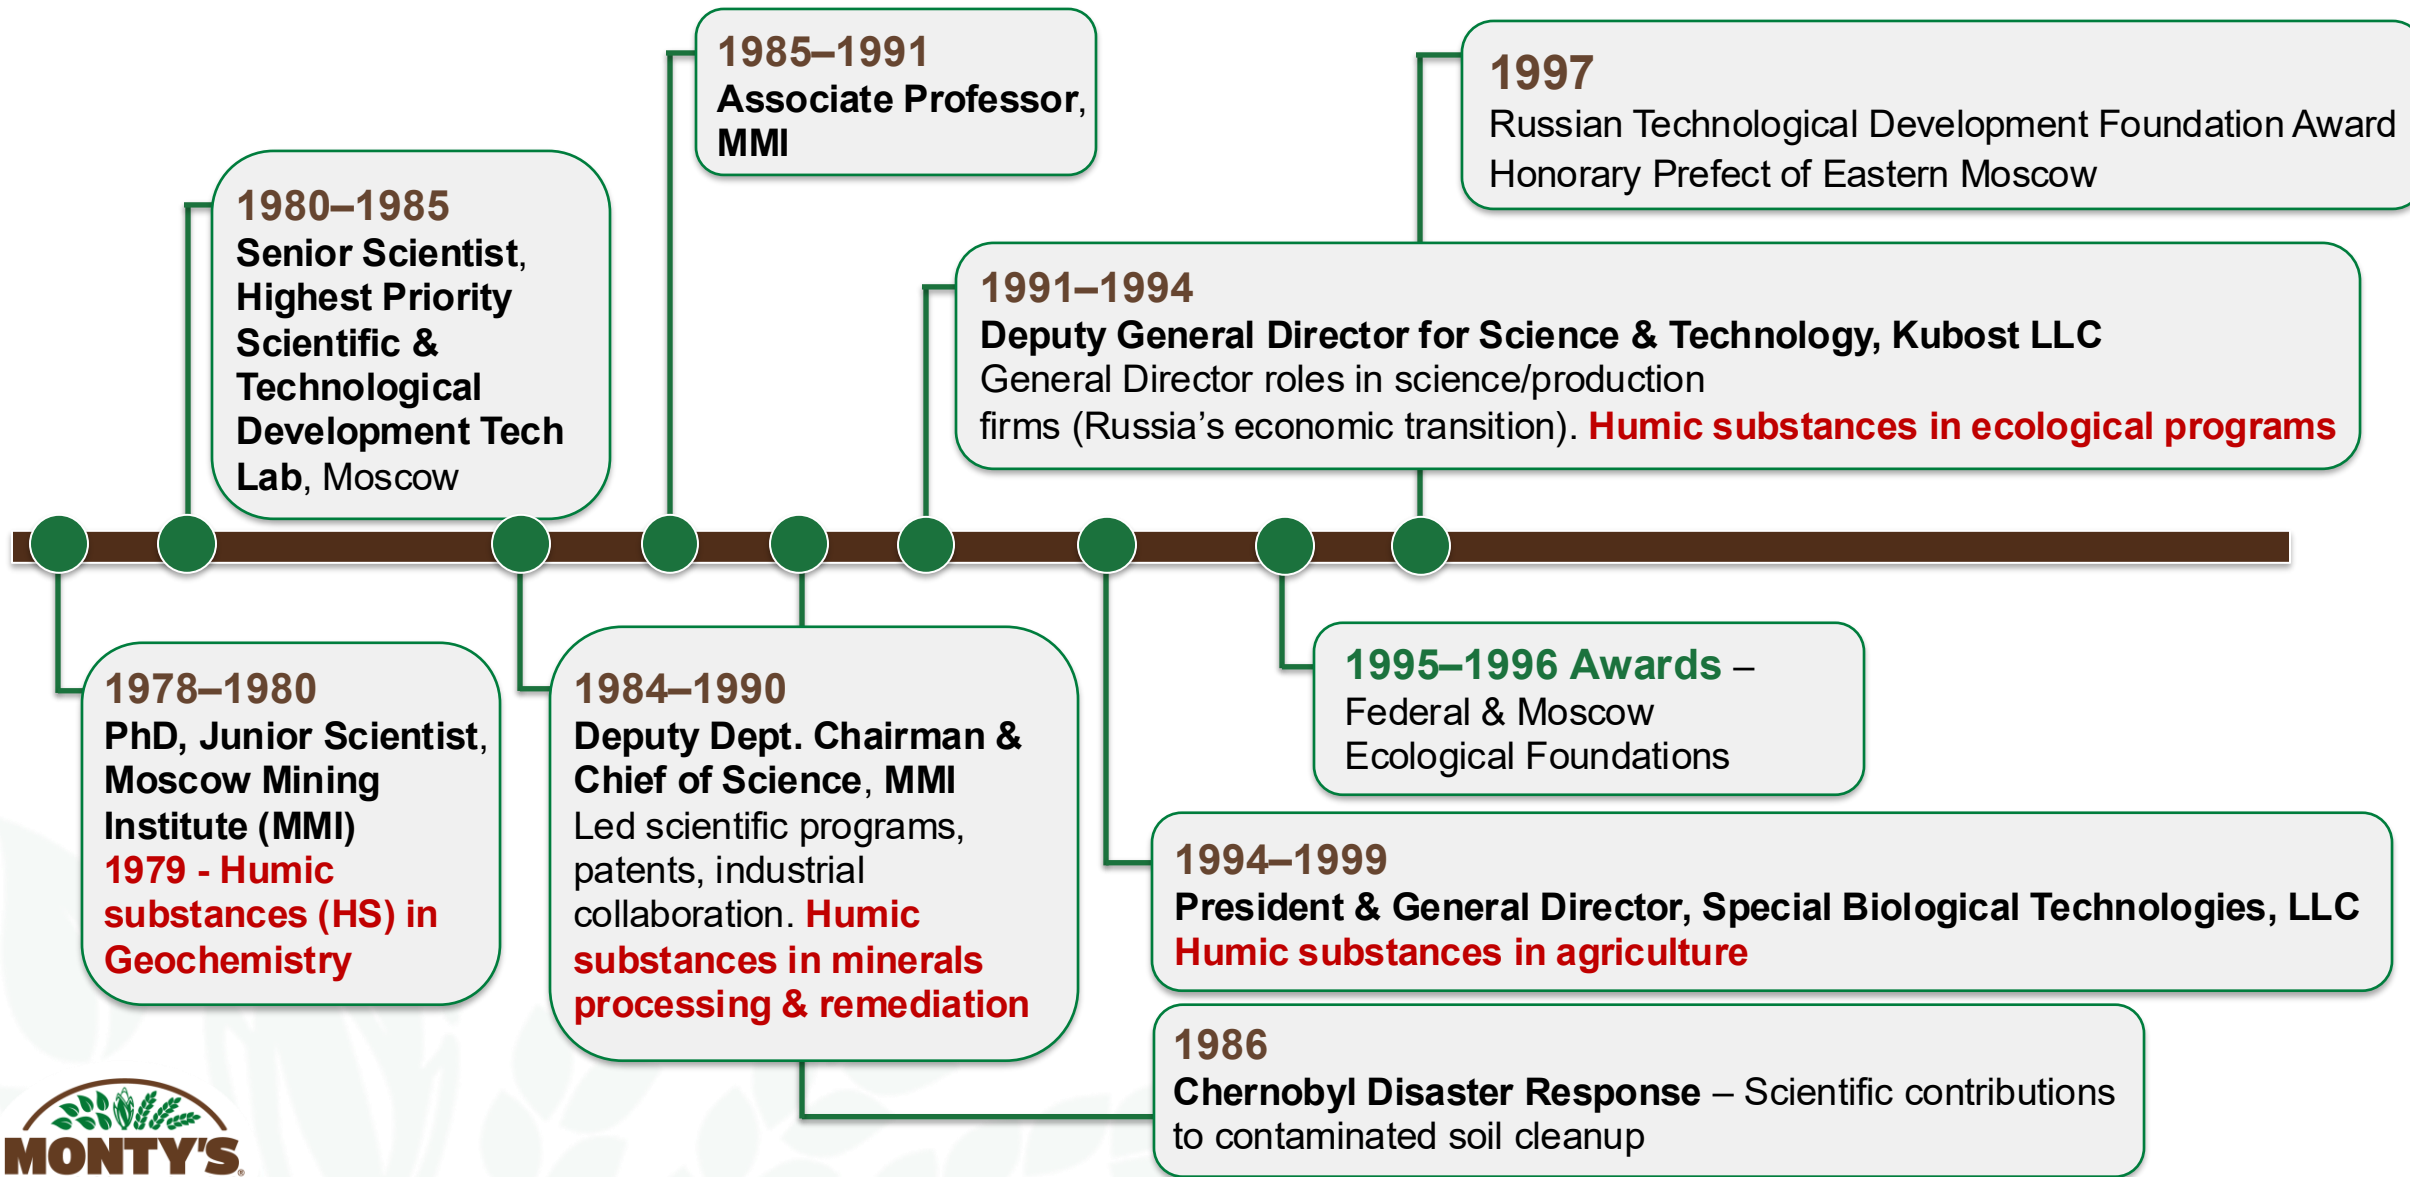 1985–1991
Associate Professor,
MMI
1997
Russian Technological Development Foundation Award
Honorary Prefect of Eastern Moscow
1980–1985
Senior Scientist,
Highest Priority
Scientific &
Technological
Development Tech
Lab, Moscow
1991–1994
Deputy General Director for Science & Technology, Kubost LLC
General Director roles in science/production
firms (Russia’s economic transition). Humic substances in ecological programs
1978–1980
PhD, Junior Scientist,
Moscow Mining
Institute (MMI)
1979 - Humic
substances (HS) in
Geochemistry
1984–1990
Deputy Dept. Chairman &
Chief of Science, MMI
Led scientific programs,
patents, industrial
collaboration. Humic
substances in minerals
processing & remediation
1995–1996 Awards –
Federal & Moscow
Ecological Foundations
1994–1999
President & General Director, Special Biological Technologies, LLC
Humic substances in agriculture
1986
Chernobyl Disaster Response – Scientific contributions
to contaminated soil cleanup
MONTY'S®